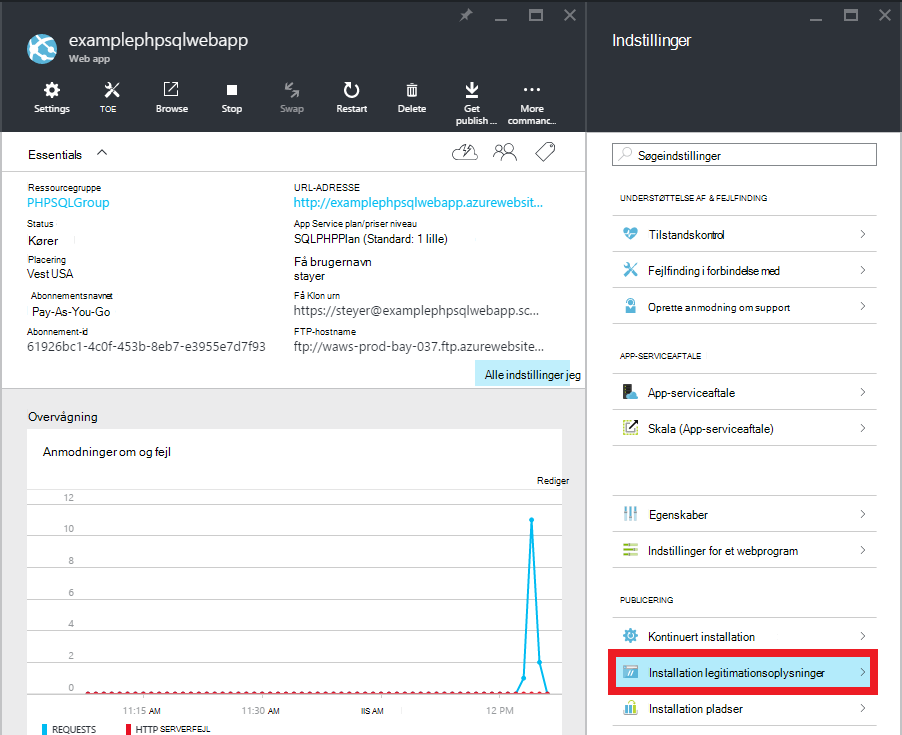 examplephpsqlwebapp
Web app
Settings
TOE
Browse
Stop
Swap
Restart
Delete
Get publish ...
More commanc...
Essentials
Ressourcegruppe
PHPSQLGroup
Status
Kører
Placering
Vest USA
Abonnementsnavnet
Pay-As-You-Go
Abonnement-id
61926bc1-4c0f-453b-8eb7-e3955e7d7f93
URL-ADRESSE
http://examplephpsqlwebapp.azurewebsit...
App Service plan/priser niveau
SQLPHPPlan (Standard: 1 lille)
Få brugernavn
stayer
Få Klon urn
https://steyer@examplephpsqlwebapp.sc...
FTP-hostname
ftp://waws-prod-bay-037.ftp.azurewebsite...
Alle indstillinger jeg
Overvågning
Anmodninger om og fejl
Rediger
12
10
8
6
4
2
0
11:15 AM
11:30 AM
IIS AM
12 PM
REQUESTS
HTTP SERVERFEJL
Indstillinger
Søgeindstillinger
UNDERSTØTTELSE AF & FEJLFINDING
Tilstandskontrol
Fejlfinding i forbindelse med
Oprette anmodning om support
APP-SERVICEAFTALE
App-serviceaftale
Skala (App-serviceaftale)
Egenskaber
Indstillinger for et webprogram
PUBLICERING
Kontinuert installation
Installation legitimationsoplysninger
Installation pladser